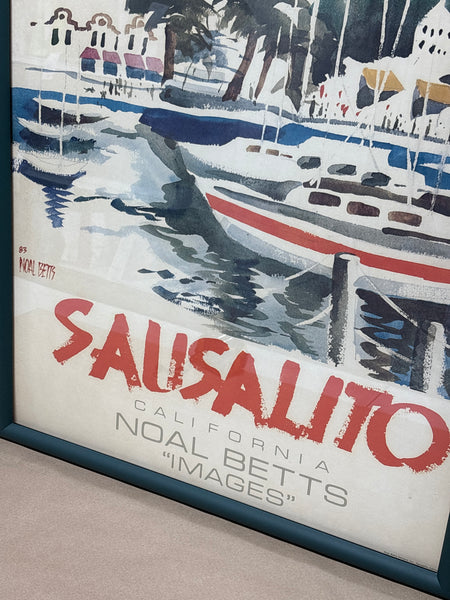 83
NOAL BETTS
SAUSALITO
CALIFORNIA
NOAL BETTS
"IMAGES"